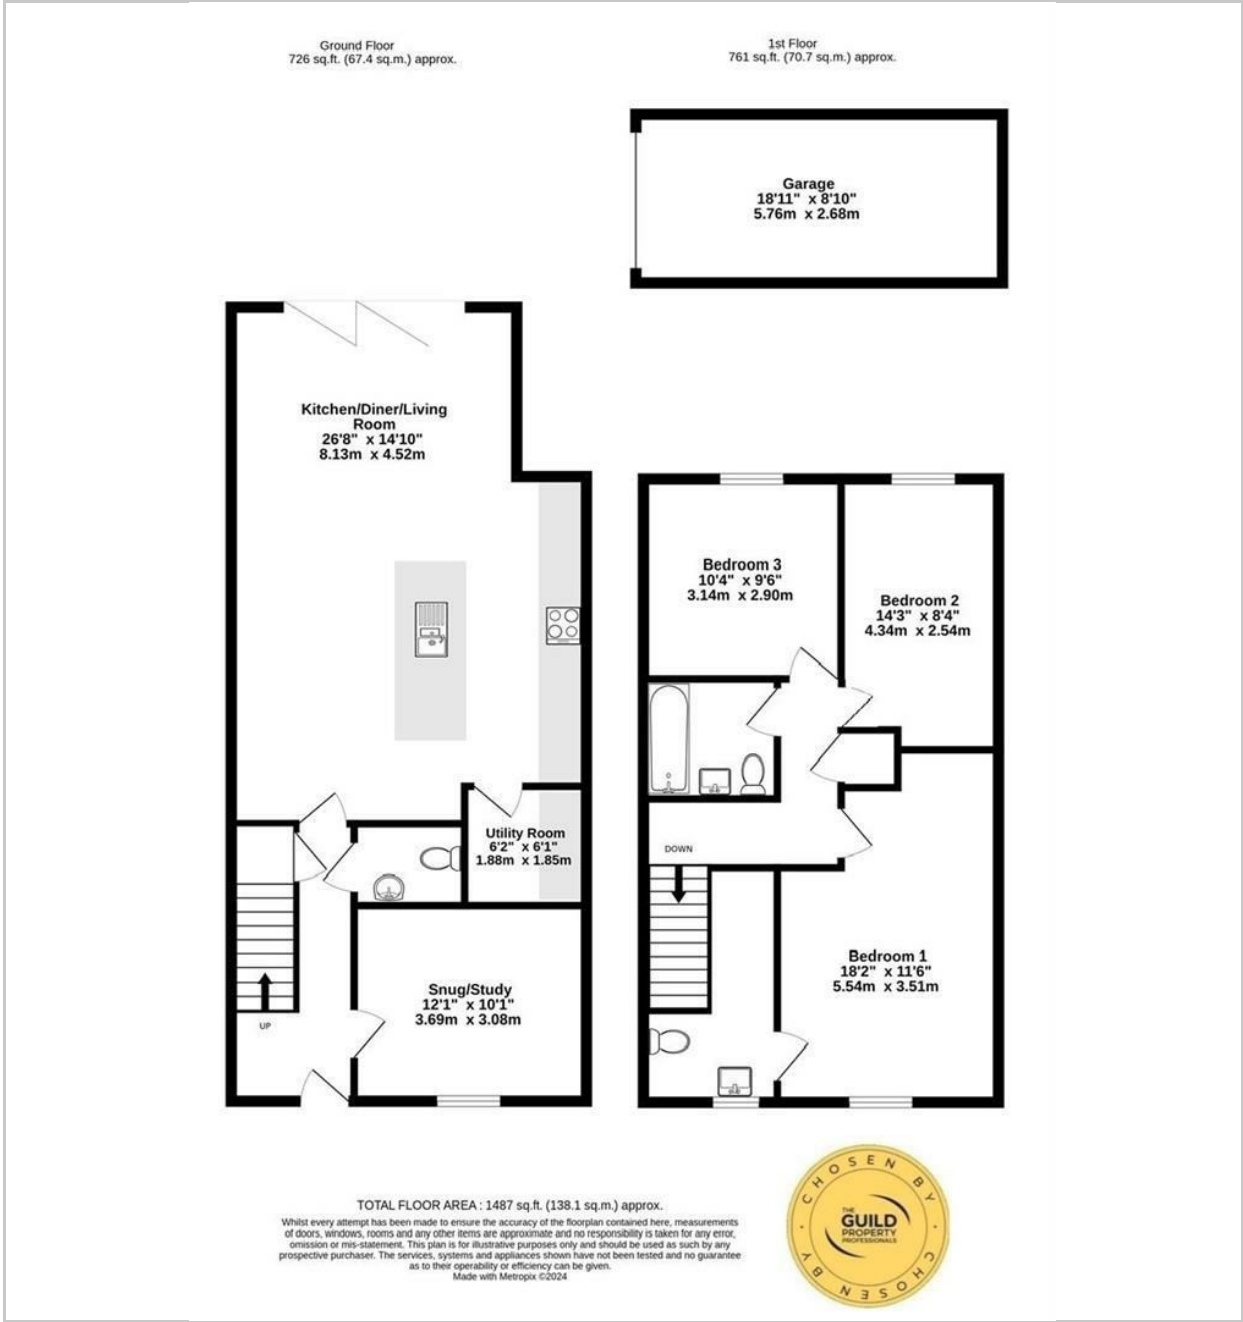 Ground Floor
726 sq.ft. (67.4 sq.m.) approx.
1st Floor
761 sq.ft. (70.7 sq.m.) approx.
Garage
18'11" x 8'10"
5.76m x 2.68m
Kitchen/Diner/Living
Room
26'8" x 14'10"
8.13m x 4.52m
Bedroom 3
10'4" x 9'6"
3.14m x 2.90m
Bedroom 2
14'3" x 8'4"
4.34m x 2.54m
Utility Room
6'2" x 6'1"
1.88m x 1.85m
DOWN
Snug/Study
12'1" x 10'1"
3.69m x 3.08m
UP
Bedroom 1
18'2" x 11'6"
5.54m x 3.51m
TOTAL FLOOR AREA : 1487 sq.ft. (138.1 sq.m.) approx.
Whilst every attempt has been made to ensure the accuracy of the floorplan contained here, measurements
of doors, windows, rooms and any other items are approximate and no responsibility is taken for any error,
omission or mis-statement. This plan is for illustrative purposes only and should be used as such by any
prospective purchaser. The services, systems and appliances shown have not been tested and no guarantee
as to their operability or efficiency can be given.
Made with Metropix ©2024
CHOSEN BY
THE
GUILD
PROPERTY
PROFESSIONALS
CHOSEN BY